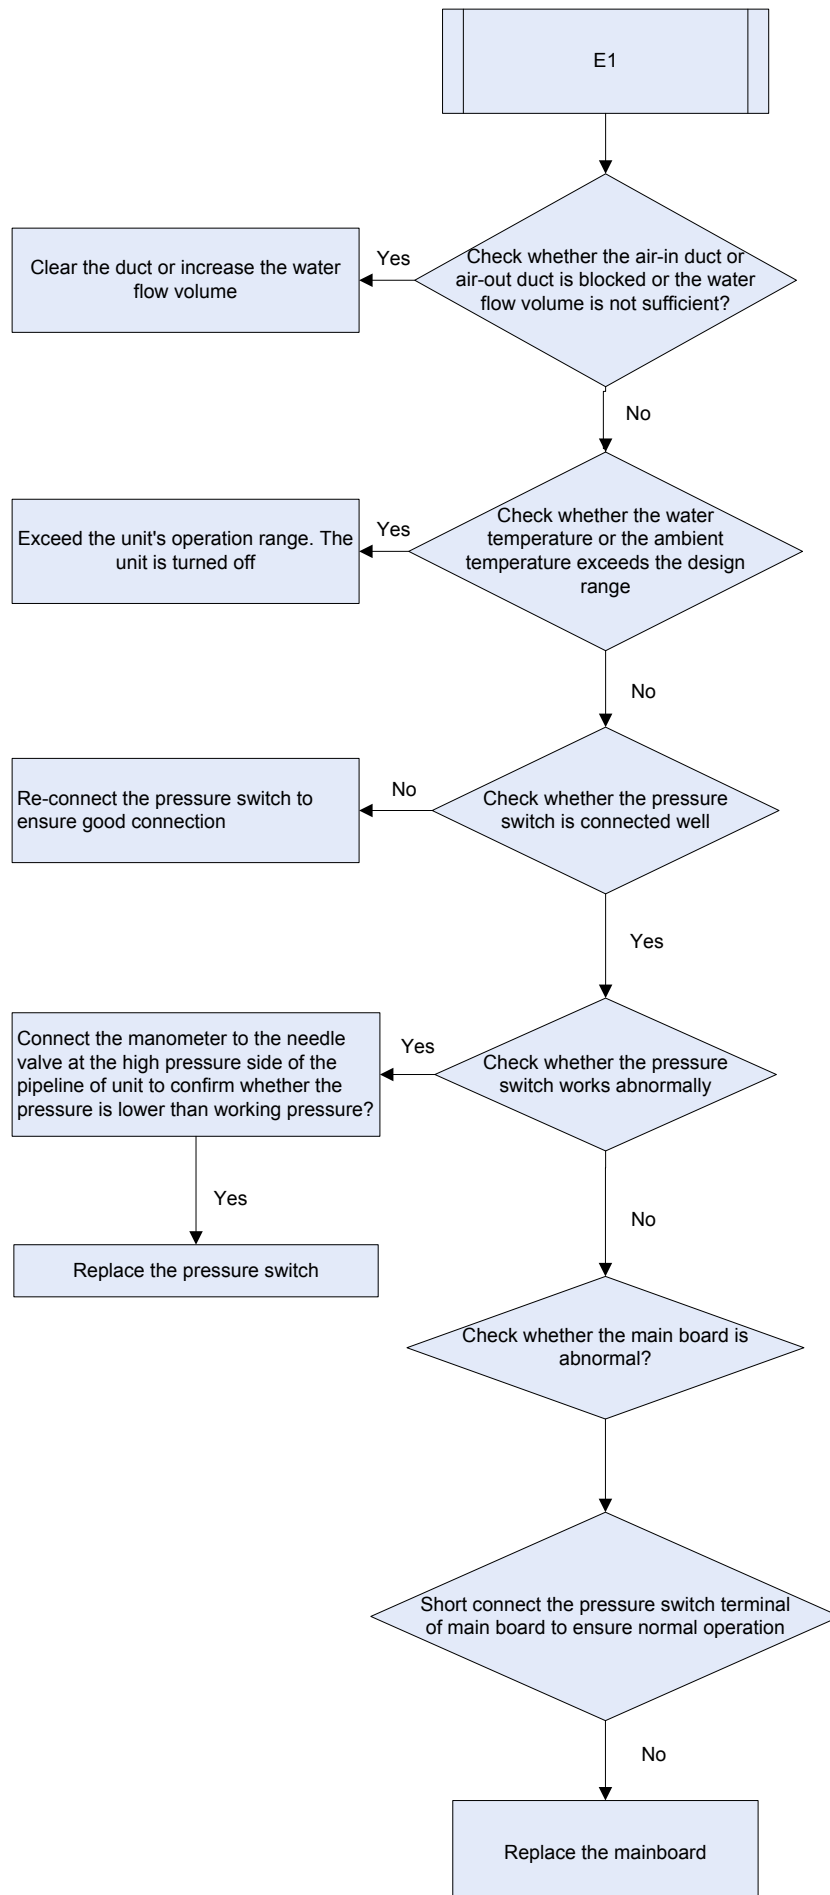 E1
Check whether the air-in duct or
air-out duct is blocked or the water
flow volume is not sufficient?
Yes
Clear the duct or increase the water
flow volume
No
Check whether the water
temperature or the ambient
temperature exceeds the design
range
Yes
Exceed the unit's operation range. The
unit is turned off
No
Check whether the pressure
switch is connected well
No
Re-connect the pressure switch to
ensure good connection
Yes
Check whether the pressure
switch works abnormally
Yes
Connect the manometer to the needle
valve at the high pressure side of the
pipeline of unit to confirm whether the
pressure is lower than working pressure?
Yes
Replace the pressure switch
No
Check whether the main board is
abnormal?
Short connect the pressure switch terminal
of main board to ensure normal operation
No
Replace the mainboard